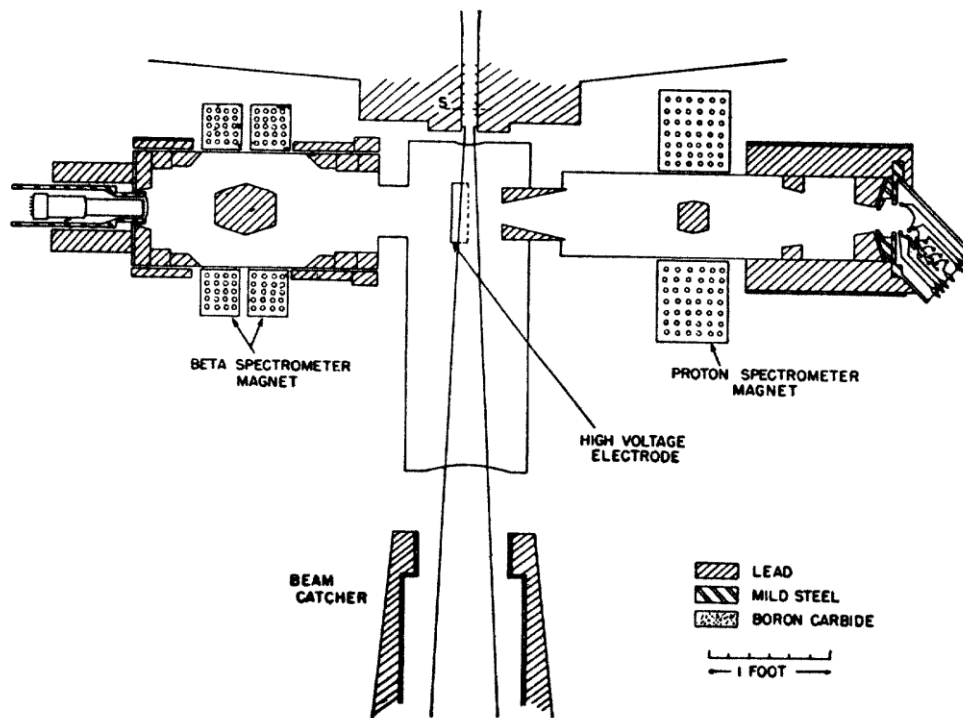 S
BETA SPECTROMETER
MAGNET
PROTON SPECTROMETER
MAGNET
HIGH VOLTAGE
ELECTRODE
BEAM
CATCHER
LEAD
MILD STEEL
BORON CARBIDE
1 FOOT